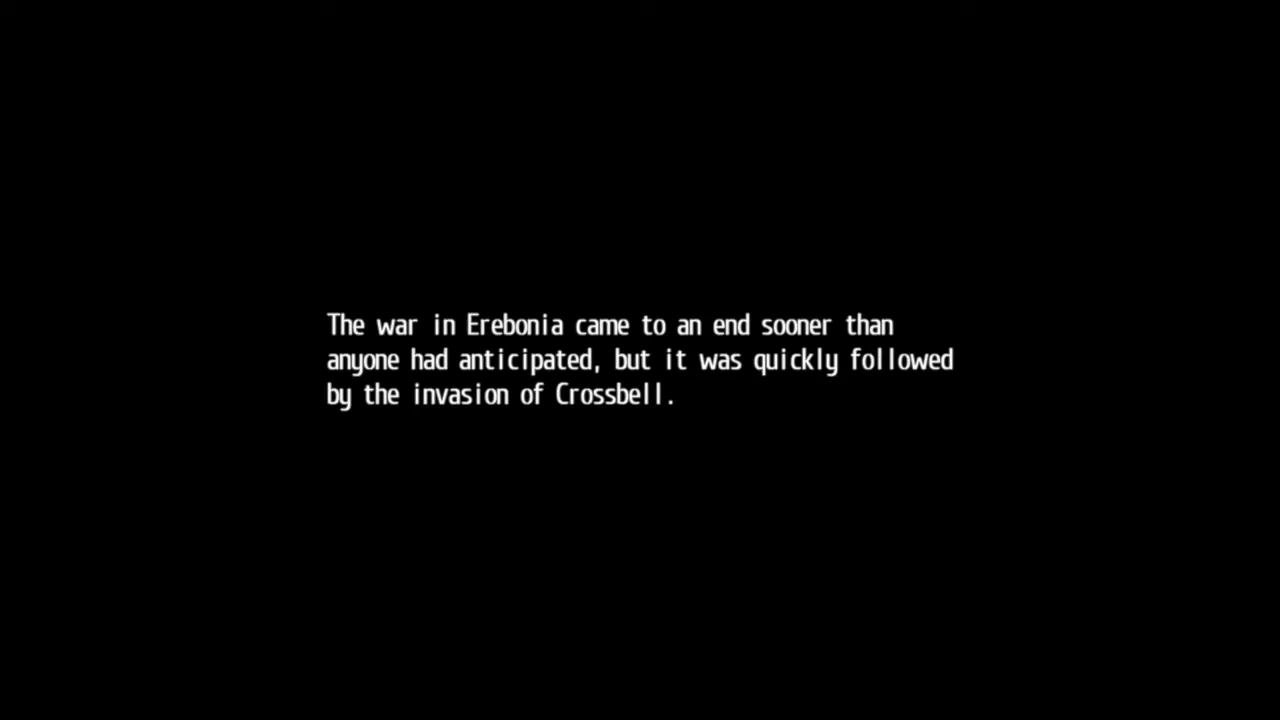 The war in Erebonia came to an end sooner than
anyone had anticipated, but it was quickly followed
by the invasion of Crossbell.